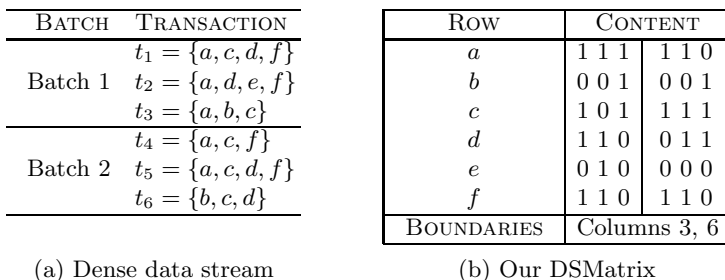 BATCH TRANSACTION
t1 = {a, c, d, f}
Batch 1 t2 = {a, d, e, f}
t3 = {a, b, c}
t4 = {a, c, f}
Batch 2 t5 = {a, c, d, f}
t6 = {b, c, d}
(a) Dense data stream
ROW CONTENT
a 1 1 1 1 1 0
b 0 0 1 0 0 1
c 1 0 1 1 1 1
d 1 1 0 0 1 1
e 0 1 0 0 0 0
f 1 1 0 1 1 0
BOUNDARIES Columns 3, 6
(b) Our DSMatrix